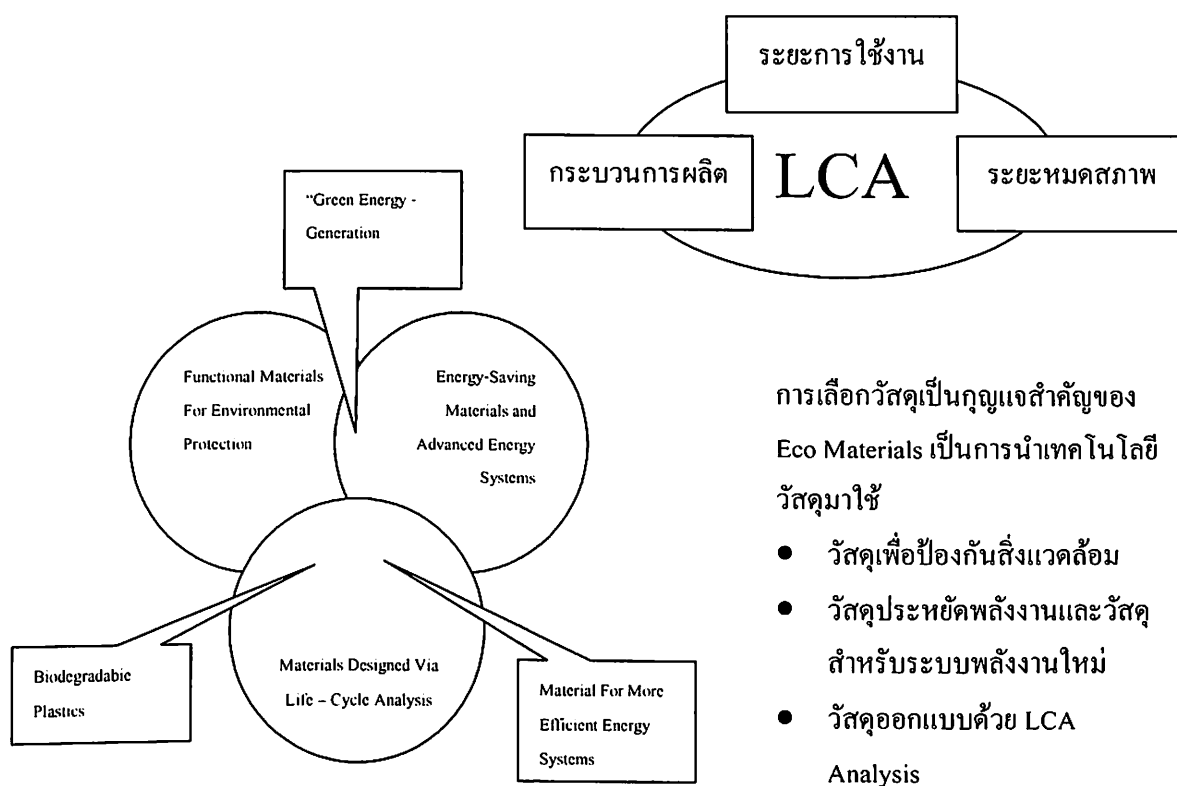 ระยะการใช้งาน
กระบวนการผลิต
LCA
ระยะหมดสภาพ
"Green Energy -
Generation
Functional Materials
For Environmental
Protection
Energy-Saving
Materials and
Advanced Energy
Systems
Materials Designed Via
Life – Cycle Analysis
Biodegradabie
Plastics
Material For More
Efficient Energy
Systems
การเลือกวัสดุเป็นกุญแจสำคัญของ
Eco Materials เป็นการนำเทคโนโลยี
วัสดุมาใช้
● วัสดุเพื่อป้องกันสิ่งแวดล้อม
● วัสดุประหยัดพลังงานและวัสดุ
สำหรับระบบพลังงานใหม่
● วัสดุออกแบบด้วย LCA
Analysis